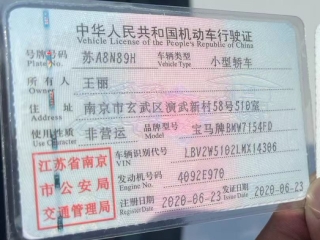 中华人民共和国机动车行驶证
Vehicle License of the People's Republic of China
号牌号码 苏A8N89H 车辆类型 小型轿车
Plate No. Vehicle Type
所有人 王丽
Owner
住址 南京市玄武区演武新村58号510室
Address
使用性质 非营运 品牌型号 宝马牌BMW7154FD
Use Character Model
江苏省南京市公安局交通管理局
车辆识别代号 LBV2W5102LMX14306
VIN
发动机号码 4092E970
Engine No.
注册日期 2020-06-23 发证日期 2020-06-23
Register Date Issue Date